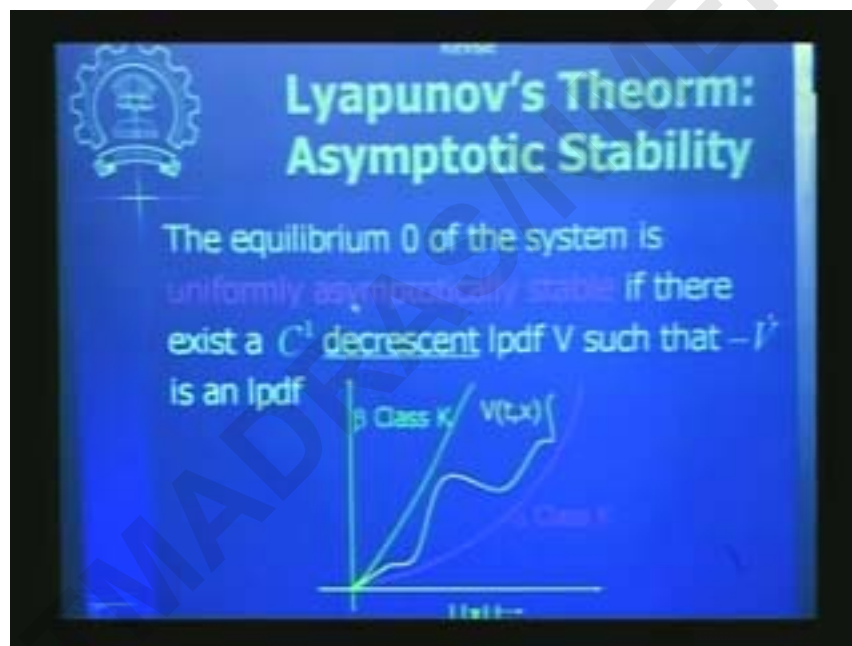 Lyapunov's Theorm:
Asymptotic Stability
The equilibrium 0 of the system is
uniformly asymptotically stable if there
exist a C¹ decrescent lpdf V such that −V̇
is an lpdf
β Class K
V(t,x)
α Class K
||x||→